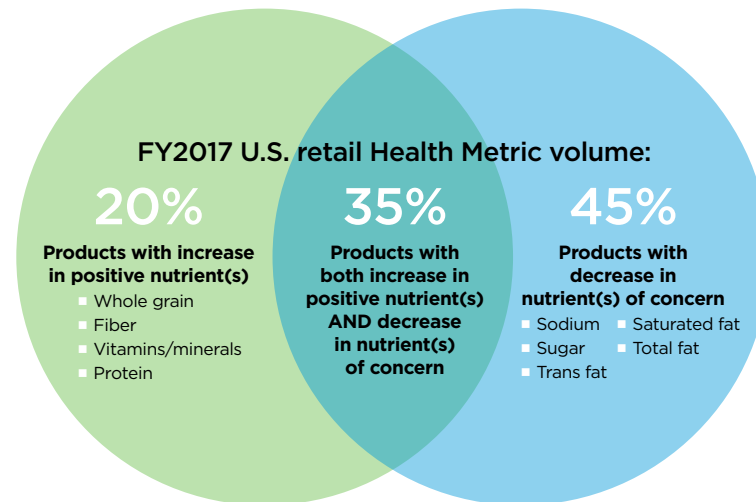 FY2017 U.S. retail Health Metric volume:
20%
Products with increase
in positive nutrient(s)
Whole grain
Fiber
Vitamins/minerals
Protein
35%
Products with
both increase in
positive nutrient(s)
AND decrease
in nutrient(s)
of concern
45%
Products with
decrease in
nutrient(s) of concern
Sodium
Sugar
Trans fat
Saturated fat
Total fat